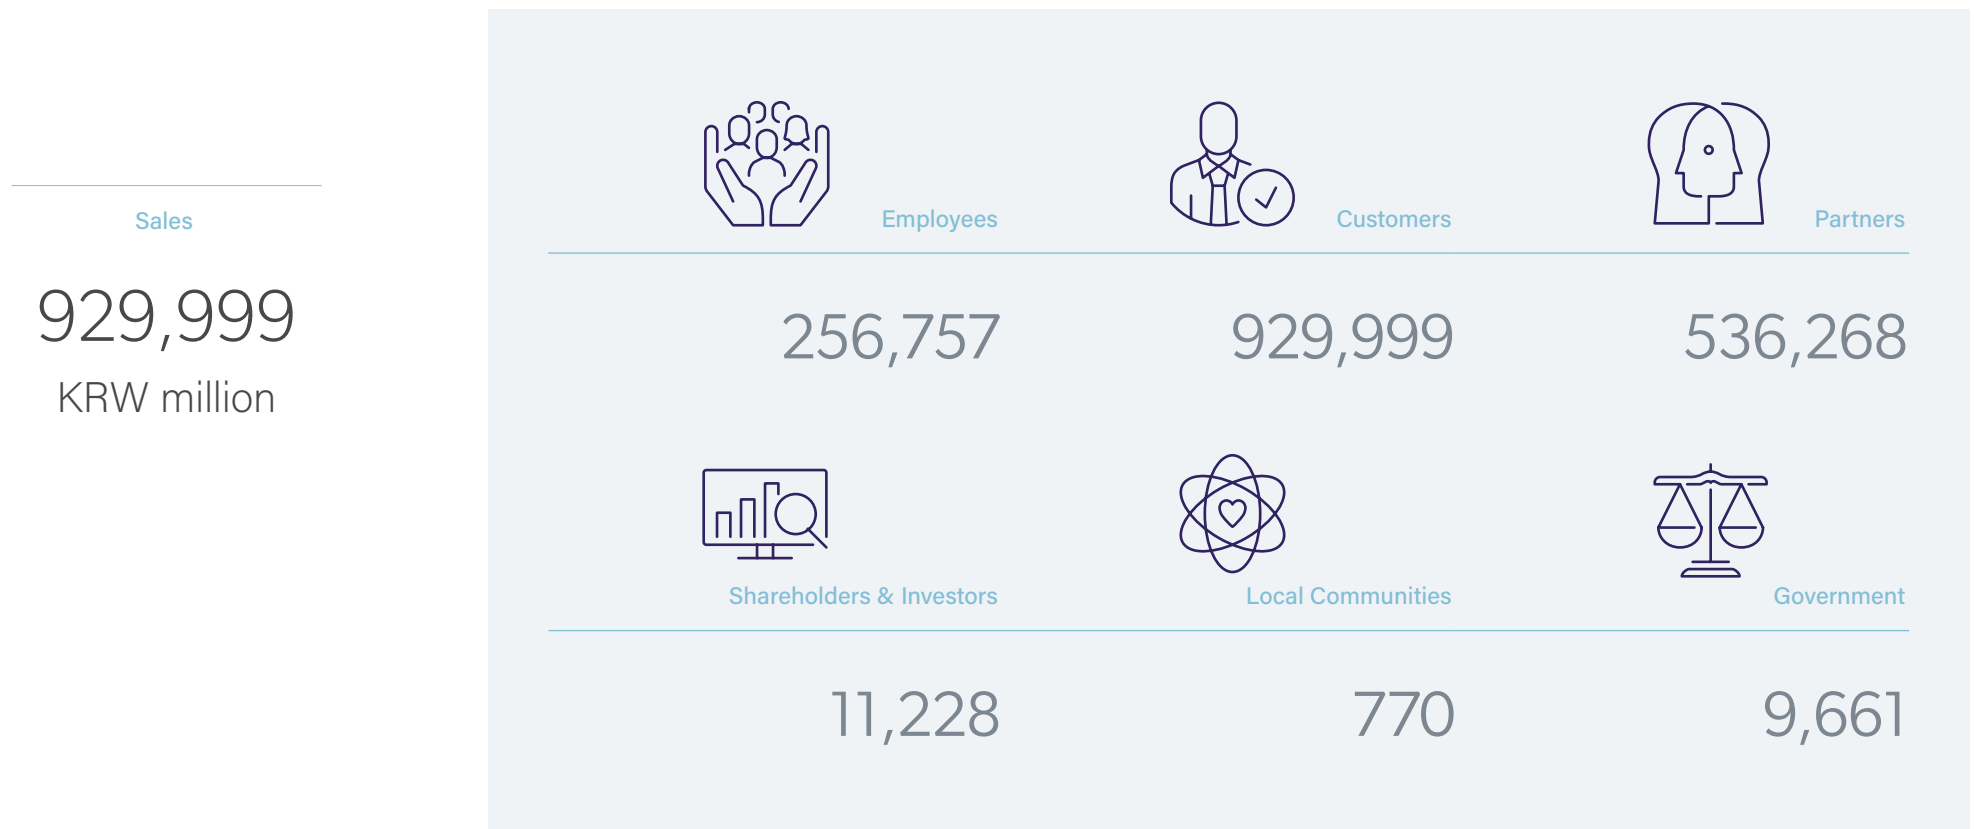 Sales
929,999
KRW million
Employees
Customers
Partners
256,757
929,999
536,268
Shareholders & Investors
Local Communities
Government
11,228
770
9,661